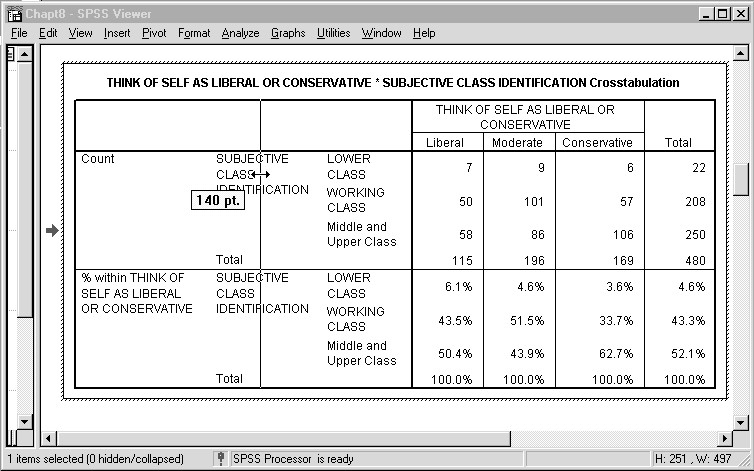 Chapt8 - SPSS Viewer
File Edit View Insert Pivot Format Analyze Graphs Utilities Window Help
THINK OF SELF AS LIBERAL OR CONSERVATIVE * SUBJECTIVE CLASS IDENTIFICATION Crosstabulation
THINK OF SELF AS LIBERAL OR
CONSERVATIVE
Liberal Moderate Conservative Total
Count SUBJECTIVE LOWER
CLASS CLASS 7 9 6 22
IDENTIFICATION WORKING
140 pt. CLASS 50 101 57 208
Middle and
Upper Class 58 86 106 250
Total 115 196 169 480
% within THINK OF SUBJECTIVE LOWER
SELF AS LIBERAL CLASS CLASS 6.1% 4.6% 3.6% 4.6%
OR CONSERVATIVE IDENTIFICATION WORKING
CLASS 43.5% 51.5% 33.7% 43.3%
Middle and
Upper Class 50.4% 43.9% 62.7% 52.1%
Total 100.0% 100.0% 100.0% 100.0%
1 items selected (0 hidden/collapsed) SPSS Processor is ready H: 251 , W: 497